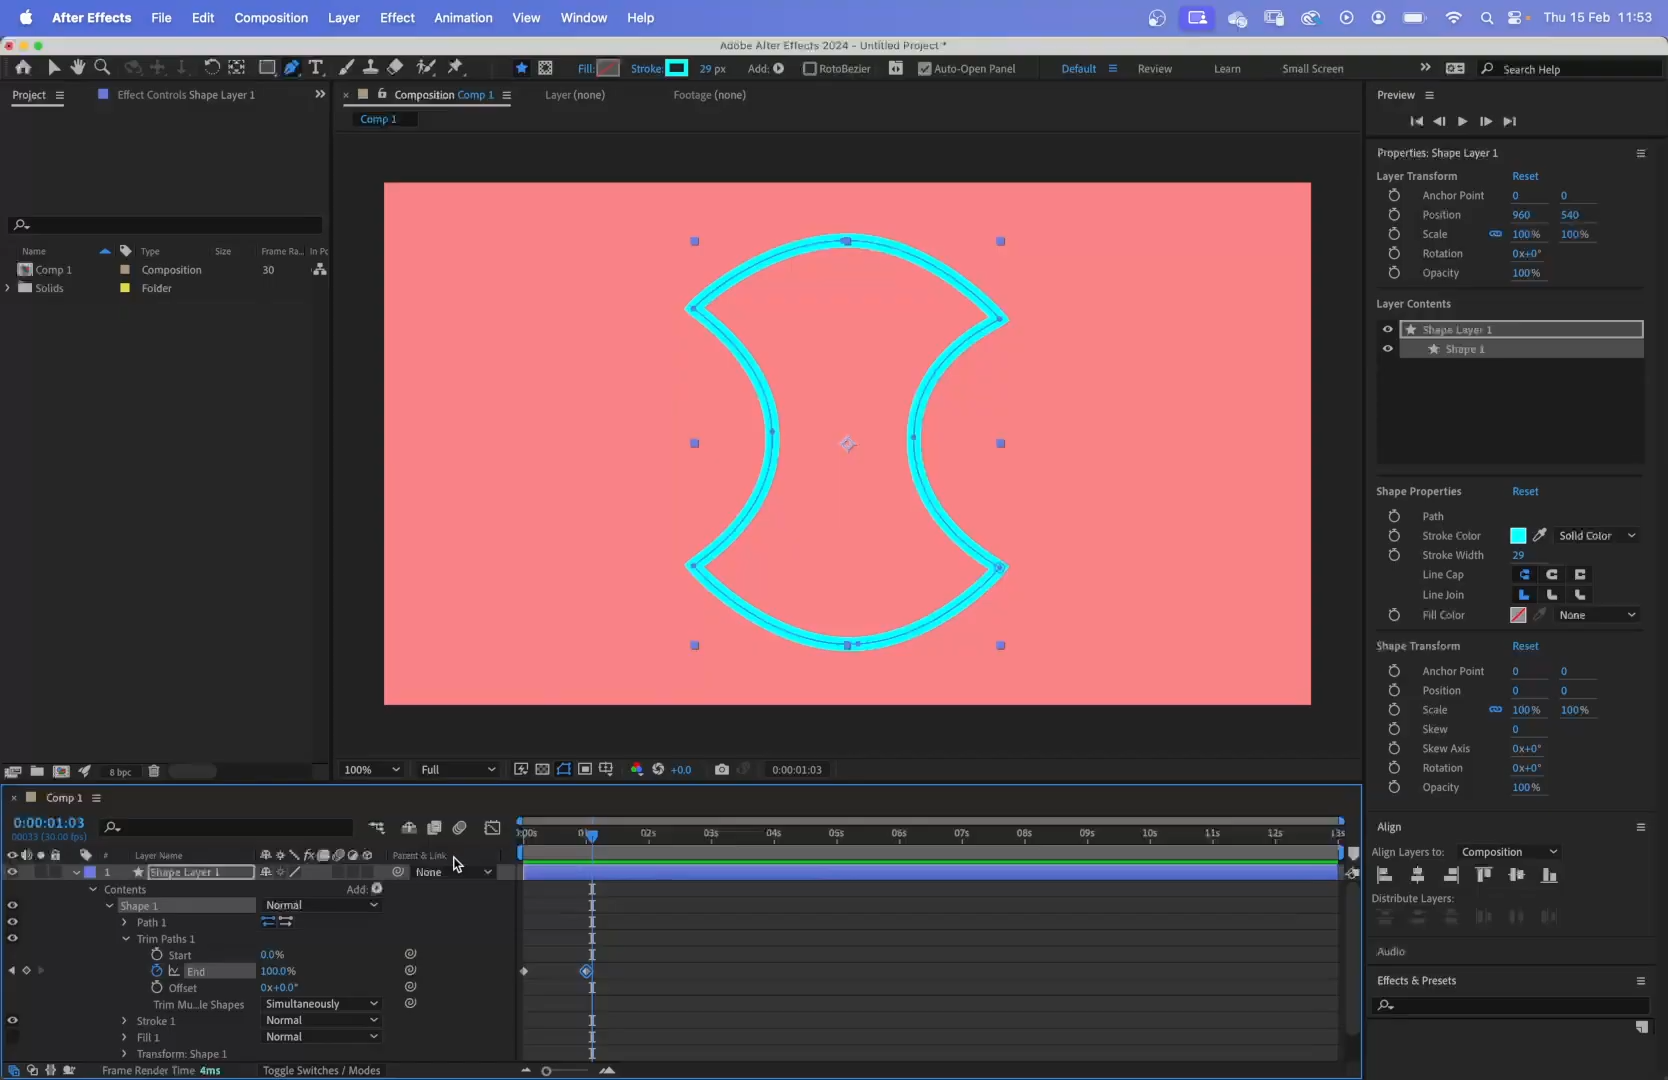 After Effects File Edit Composition Layer Effect Animation View Window Help Thu 15 Feb 11:53
Adobe After Effects 2024 - Untitled Project *
Fill: Stroke: 29 px Add: RotoBezier Auto-Open Panel Default Review Learn Small Screen Search Help
Project Effect Controls Shape Layer 1
Composition Comp 1 Layer (none) Footage (none)
Comp 1
Name Type Size Frame Ra... In Po
Comp 1 Composition 30
Solids Folder
8 bpc
100% Full +0.0 0:00:01:03
Preview
Properties: Shape Layer 1
Layer Transform Reset
Anchor Point 0 0
Position 960 540
Scale 100% 100%
Rotation 0x+0°
Opacity 100%
Layer Contents
Shape Layer 1
Shape 1
Shape Properties Reset
Path
Stroke Color Solid Color
Stroke Width 29
Line Cap
Line Join
Fill Color None
Shape Transform Reset
Anchor Point 0 0
Position 0 0
Scale 100% 100%
Skew 0
Skew Axis 0x+0°
Rotation 0x+0°
Opacity 100%
Align
Align Layers to: Composition
Distribute Layers:
Audio
Effects & Presets
Comp 1
0:00:01:03
00033 (30.00 fps)
:00s 02s 03s 04s 05s 06s 07s 08s 09s 10s 11s 12s 13s
# Layer Name Parent & Link
1 Shape Layer 1 None
Contents Add:
Shape 1 Normal
Path 1
Trim Paths 1
Start 0.0%
End 100.0%
Offset 0x+0.0°
Trim Mu...le Shapes Simultaneously
Stroke 1 Normal
Fill 1 Normal
Transform: Shape 1
Frame Render Time 4ms Toggle Switches / Modes